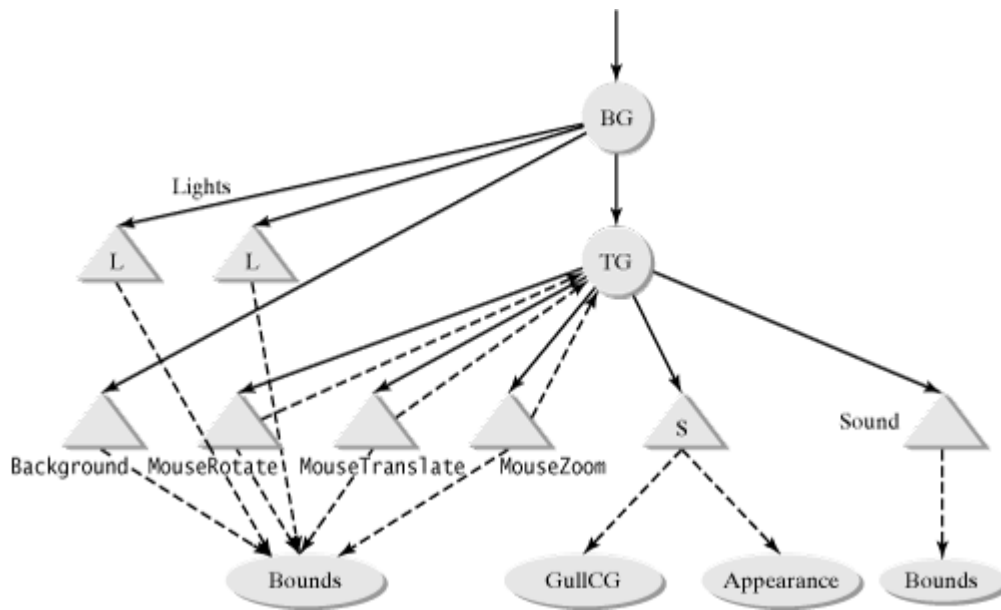 BG
Lights
L
L
TG
S
Sound
Background
MouseRotate
MouseTranslate
MouseZoom
Bounds
GullCG
Appearance
Bounds